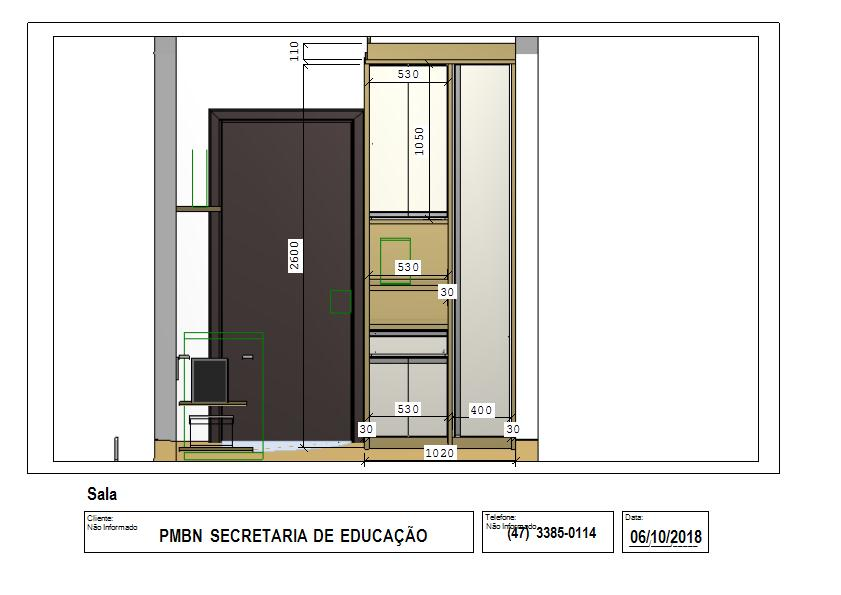 110
530
1050
2600
530
30
530
400
30
30
1020
Sala
Cliente:
Não Informado
PMBN SECRETARIA DE EDUCAÇÃO
Telefone:
Não Informado
(47) 3385-0114
Data:
06/10/2018